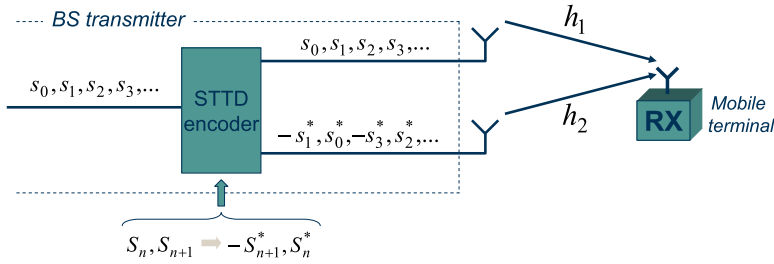 BS transmitter
s₀, s₁, s₂, s₃,...
STTD
encoder
s₀, s₁, s₂, s₃,...
−s₁*, s₀*, −s₃*, s₂*,...
h₁
h₂
RX
Mobile
terminal
Sₙ, Sₙ₊₁ ➡ −S*ₙ₊₁, S*ₙ